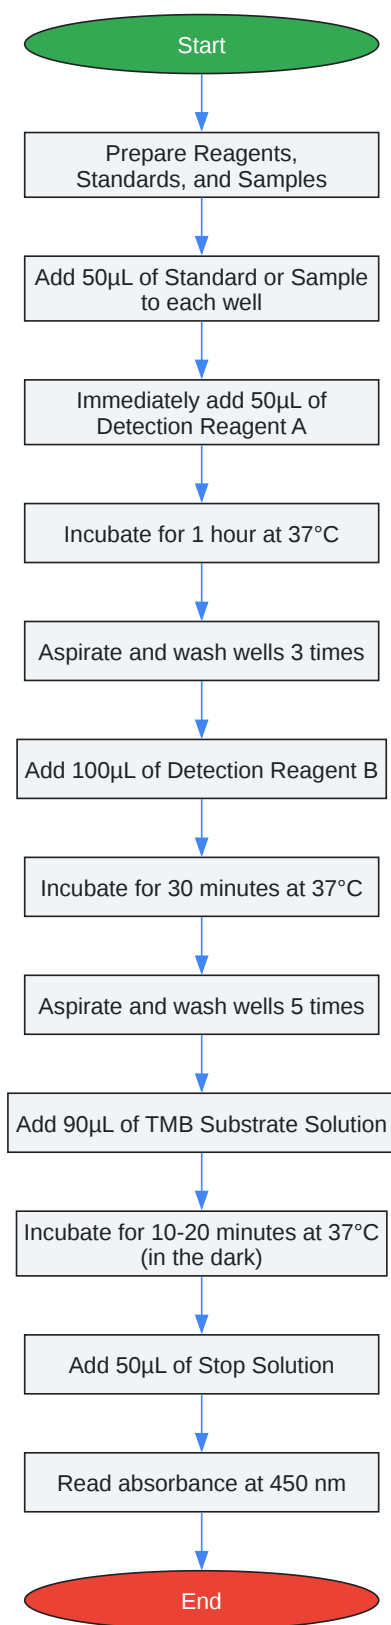 Start
Prepare Reagents,
Standards, and Samples
Add 50µL of Standard or Sample
to each well
Immediately add 50µL of
Detection Reagent A
Incubate for 1 hour at 37°C
Aspirate and wash wells 3 times
Add 100µL of Detection Reagent B
Incubate for 30 minutes at 37°C
Aspirate and wash wells 5 times
Add 90µL of TMB Substrate Solution
Incubate for 10-20 minutes at 37°C
(in the dark)
Add 50µL of Stop Solution
Read absorbance at 450 nm
End